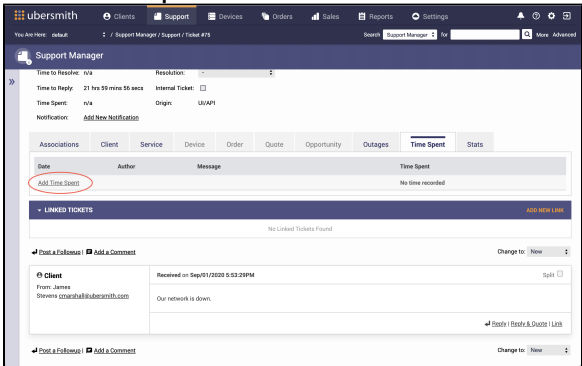 ubersmith Clients Support Devices Orders Sales Reports Settings
You Are Here: default / Support Manager / Support / Ticket #75 Search Support Manager for More Advanced
Support Manager
Time to Resolve: n/a Resolution: -
Time to Reply: 21 hrs 59 mins 56 secs Internal Ticket:
Time Spent: n/a Origin: UI/API
Notification: Add New Notification
Associations Client Service Device Order Quote Opportunity Outages Time Spent Stats
Date Author Message Time Spent
Add Time Spent No time recorded
LINKED TICKETS ADD NEW LINK
No Linked Tickets Found
Post a Followup | Add a Comment Change to: New
Client Received on Sep/01/2020 5:53:29PM Split
From: James
Stevens cmarshall@ubersmith.com Our network is down.
Reply | Reply & Quote | Link
Post a Followup | Add a Comment Change to: New